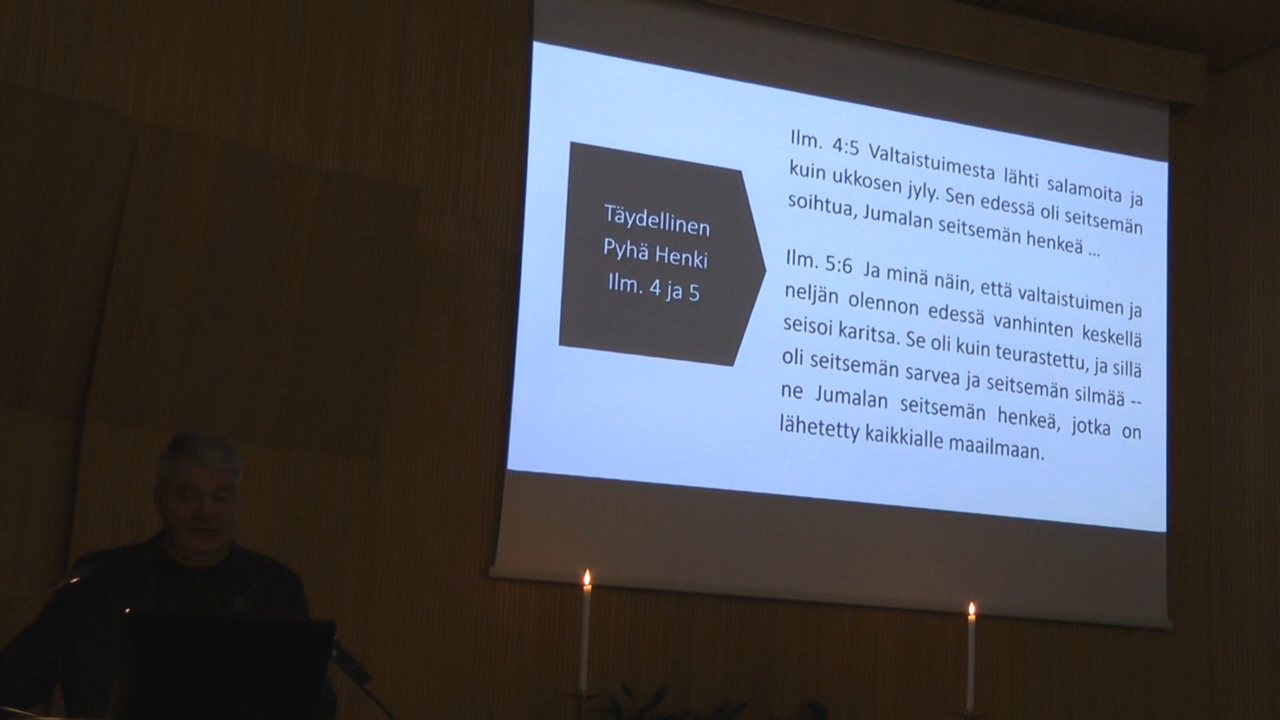 Täydellinen
Pyhä Henki
Ilm. 4 ja 5
Ilm. 4:5 Valtaistuimesta lähti salamoita ja
kuin ukkosen jyly. Sen edessä oli seitsemän
soihtua, Jumalan seitsemän henkeä ...
Ilm. 5:6 Ja minä näin, että valtaistuimen ja
neljän olennon edessä vanhinten keskellä
seisoi karitsa. Se oli kuin teurastettu, ja sillä
oli seitsemän sarvea ja seitsemän silmää --
ne Jumalan seitsemän henkeä, jotka on
lähetetty kaikkialle maailmaan.